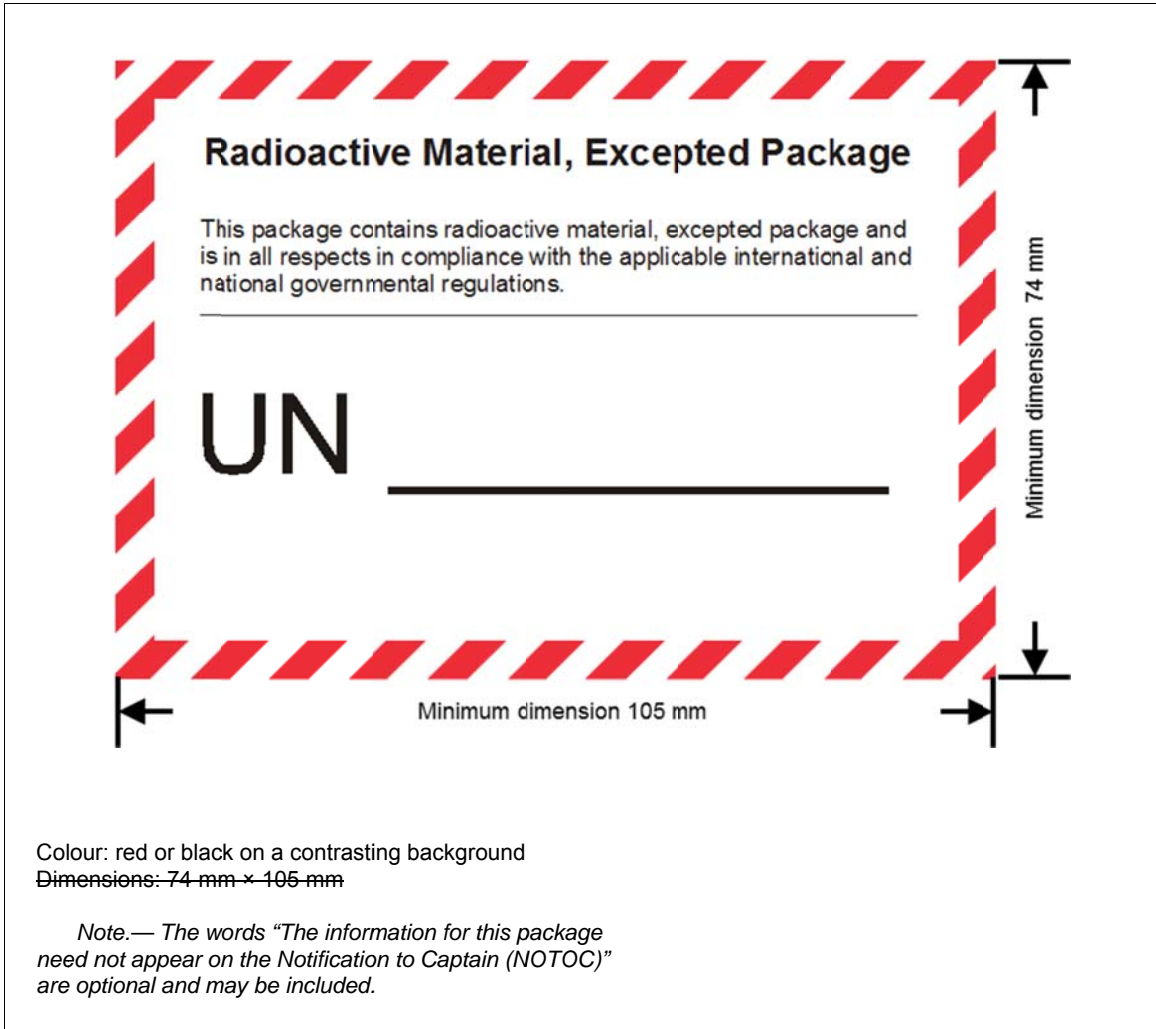 Radioactive Material, Excepted Package
This package contains radioactive material, excepted package and
is in all respects in compliance with the applicable international and
national governmental regulations.
UN
Minimum dimension 74 mm
Minimum dimension 105 mm
Colour: red or black on a contrasting background
Dimensions: 74 mm × 105 mm
Note.— The words “The information for this package
need not appear on the Notification to Captain (NOTOC)”
are optional and may be included.